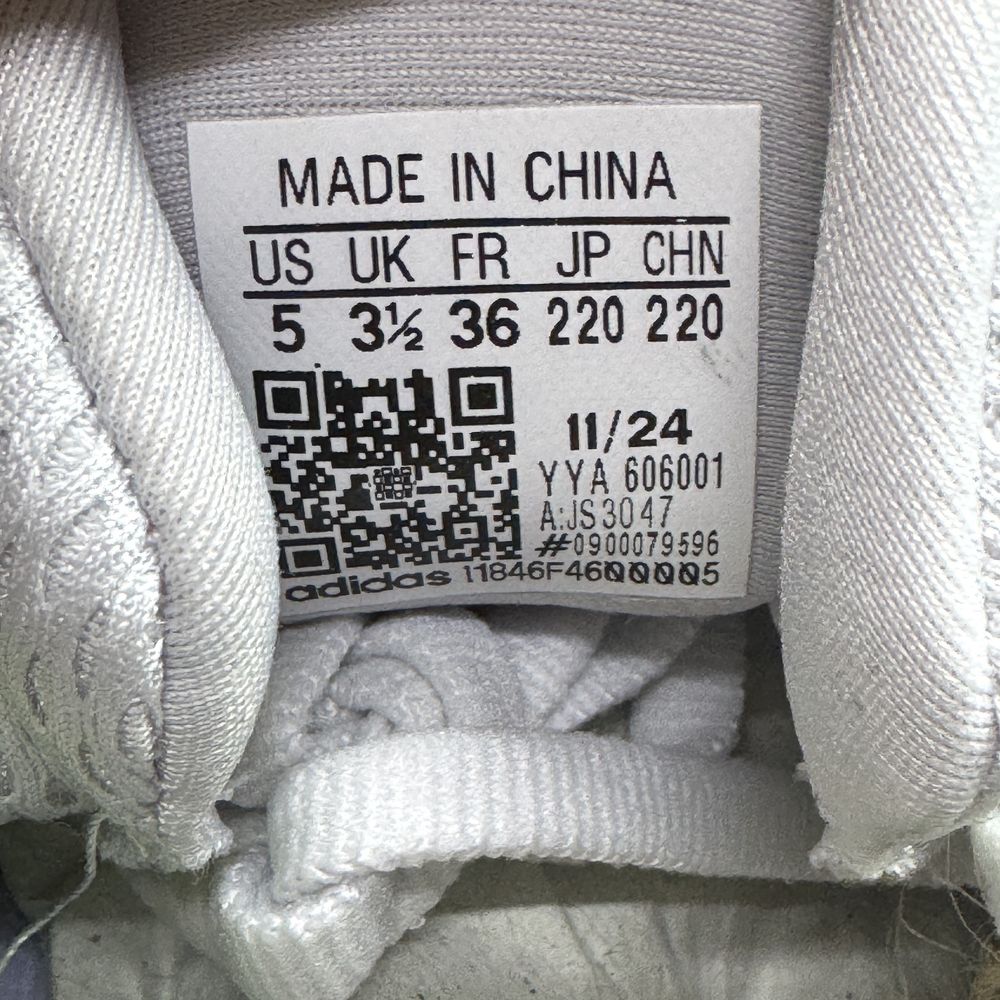 MADE IN CHINA
US UK FR JP CHN
5 3½ 36 220 220
11/24
YYA 606001
A:JS3047
#0900079596
adidas 11846F4600005